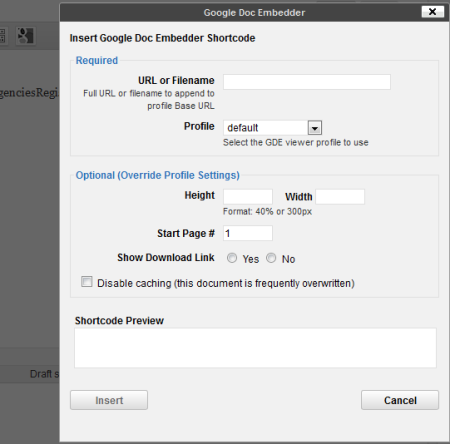 Google Doc Embedder
Insert Google Doc Embedder Shortcode
Required
URL or Filename
Full URL or filename to append to
profile Base URL
Profile default
Select the GDE viewer profile to use
Optional (Override Profile Settings)
Height Width
Format: 40% or 300px
Start Page # 1
Show Download Link Yes No
Disable caching (this document is frequently overwritten)
Shortcode Preview
Insert Cancel
genciesRegi
Draft s